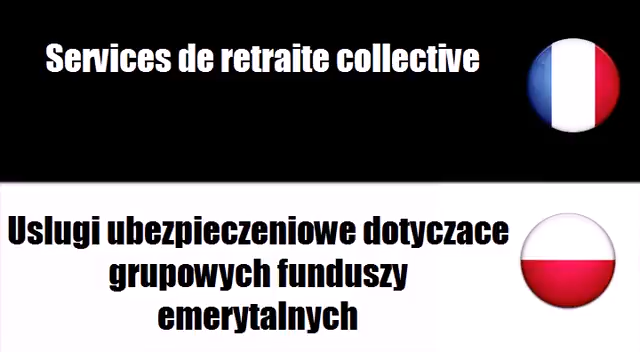 Services de retraite collective
Uslugi ubezpieczeniowe dotyczace
grupowych funduszy
emerytalnych